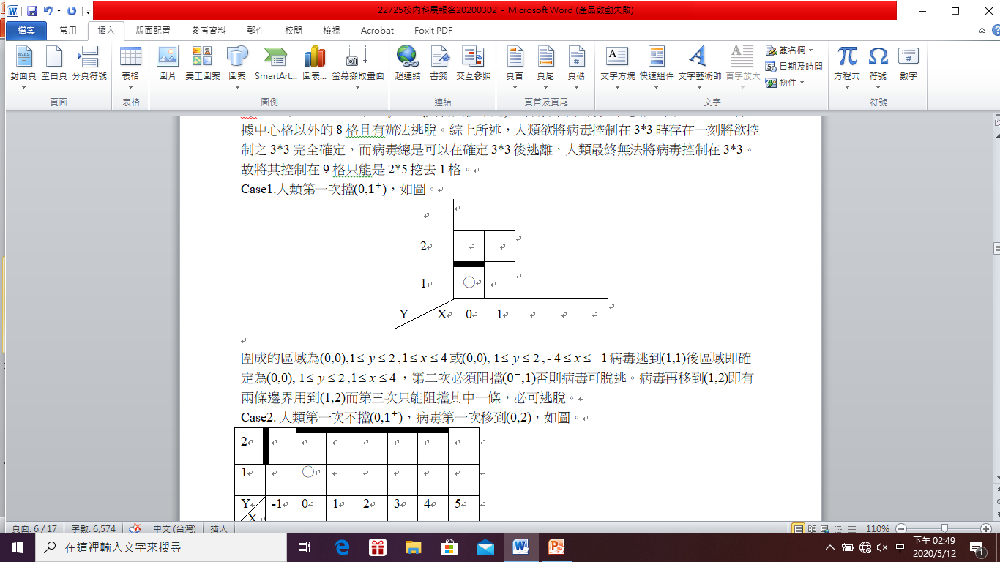 22725校內科展報名20200302 - Microsoft Word (產品啟動失敗)
檔案 常用 插入 版面配置 參考資料 郵件 校閱 檢視 Acrobat Foxit PDF
封面頁 空白頁 分頁符號 表格 圖片 美工圖案 圖案 SmartArt... 圖表... 螢幕擷取畫面 超連結 書籤 交互參照 頁首 頁尾 頁碼 文字方塊 快速組件 文字藝術師 首字放大 簽名欄 日期及時間 物件 方程式 符號 數字
頁面 表格 圖例 連結 頁首及頁尾 文字 符號
據中心格以外的 8 格且有辦法逃脫。綜上所述，人類欲將病毒控制在 3*3 時存在一刻將欲控
制之 3*3 完全確定，而病毒總是可以在確定 3*3 後逃離，人類最終無法將病毒控制在 3*3。
故將其控制在 9 格只能是 2*5 挖去 1 格。
Case1.人類第一次擋(0,1⁺)，如圖。
2
1
Y X 0 1
圍成的區域為(0,0),1≤ y ≤ 2 ,1≤ x ≤ 4 或(0,0), 1≤ y ≤ 2 ,- 4 ≤ x ≤ −1 病毒逃到(1,1)後區域即確
定為(0,0), 1≤ y ≤ 2 ,1≤ x ≤ 4 ，第二次必須阻擋(0⁻,1)否則病毒可脫逃。病毒再移到(1,2)即有
兩條邊界用到(1,2)而第三次只能阻擋其中一條，必可逃脫。
Case2. 人類第一次不擋(0,1⁺)，病毒第一次移到(0,2)，如圖。
2
1
Y -1 0 1 2 3 4 5
X
頁面: 6 / 17 字數: 6,574 中文 (台灣) 插入 110%
在這裡輸入文字來搜尋
中 下午 02:49
2020/5/12
1